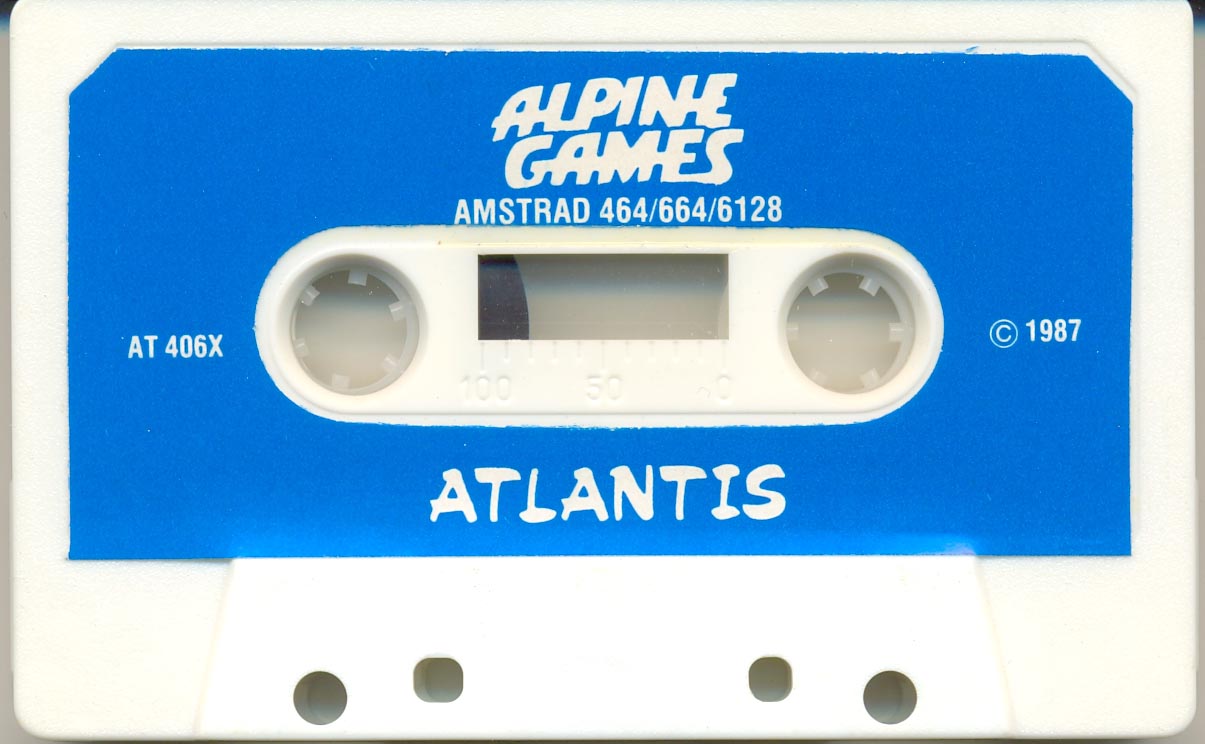 ALPINE
GAMES
AMSTRAD 464/664/6128
AT 406X
© 1987
100 50 0
ATLANTIS